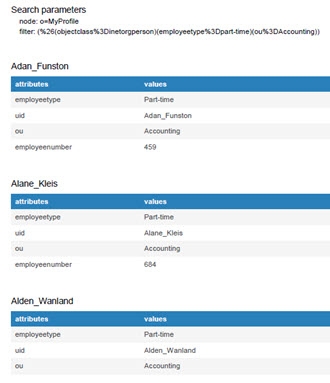 Search parameters
node: o=MyProfile
filter: (%26(objectclass%3Dinetorgperson)(employeetype%3Dpart-time)(ou%3DAccounting))
Adan_Funston
attributes values
employeetype Part-time
uid Adan_Funston
ou Accounting
employeenumber 459
Alane_Kleis
attributes values
employeetype Part-time
uid Alane_Kleis
ou Accounting
employeenumber 684
Alden_Wanland
attributes values
employeetype Part-time
uid Alden_Wanland
ou Accounting